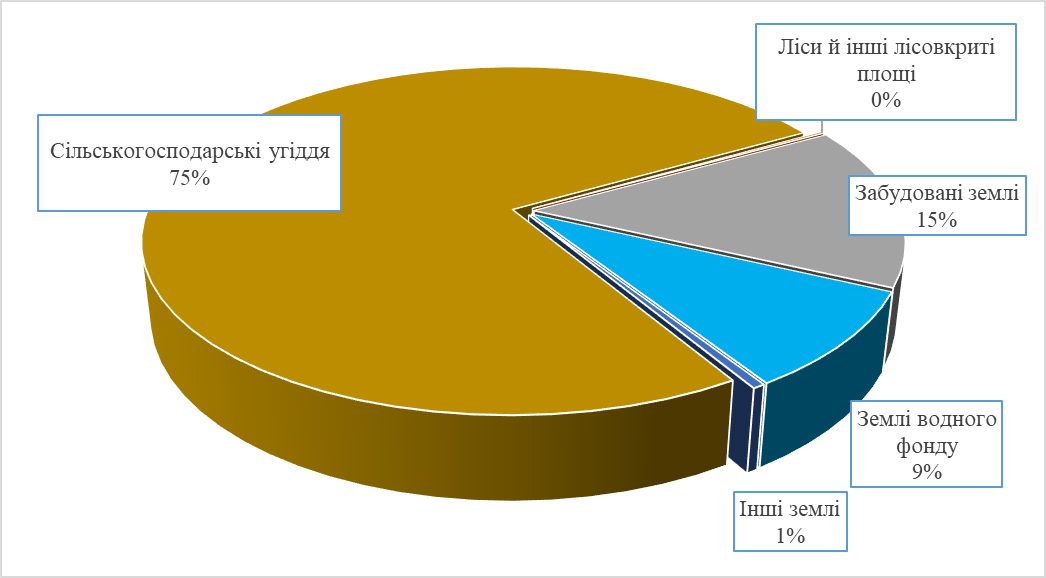 Ліси й інші лісовкриті
площі
0%
Сільськогосподарські угіддя
75%
Забудовані землі
15%
Землі водного
фонду
9%
Інші землі
1%